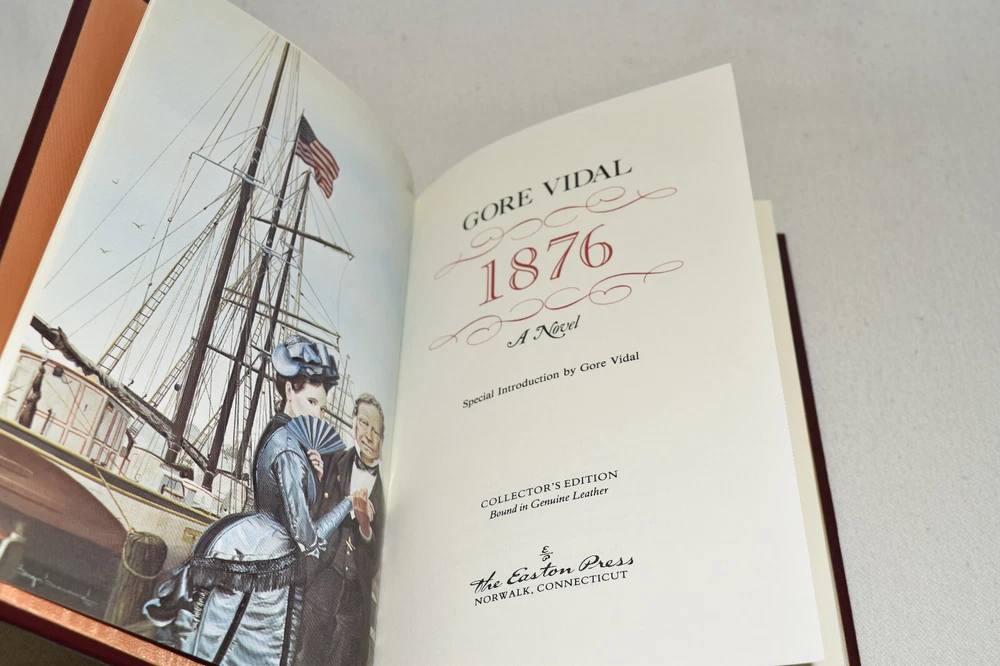 GORE VIDAL
1876
A Novel
Special Introduction by Gore Vidal
COLLECTOR'S EDITION
Bound in Genuine Leather
The Easton Press
NORWALK, CONNECTICUT